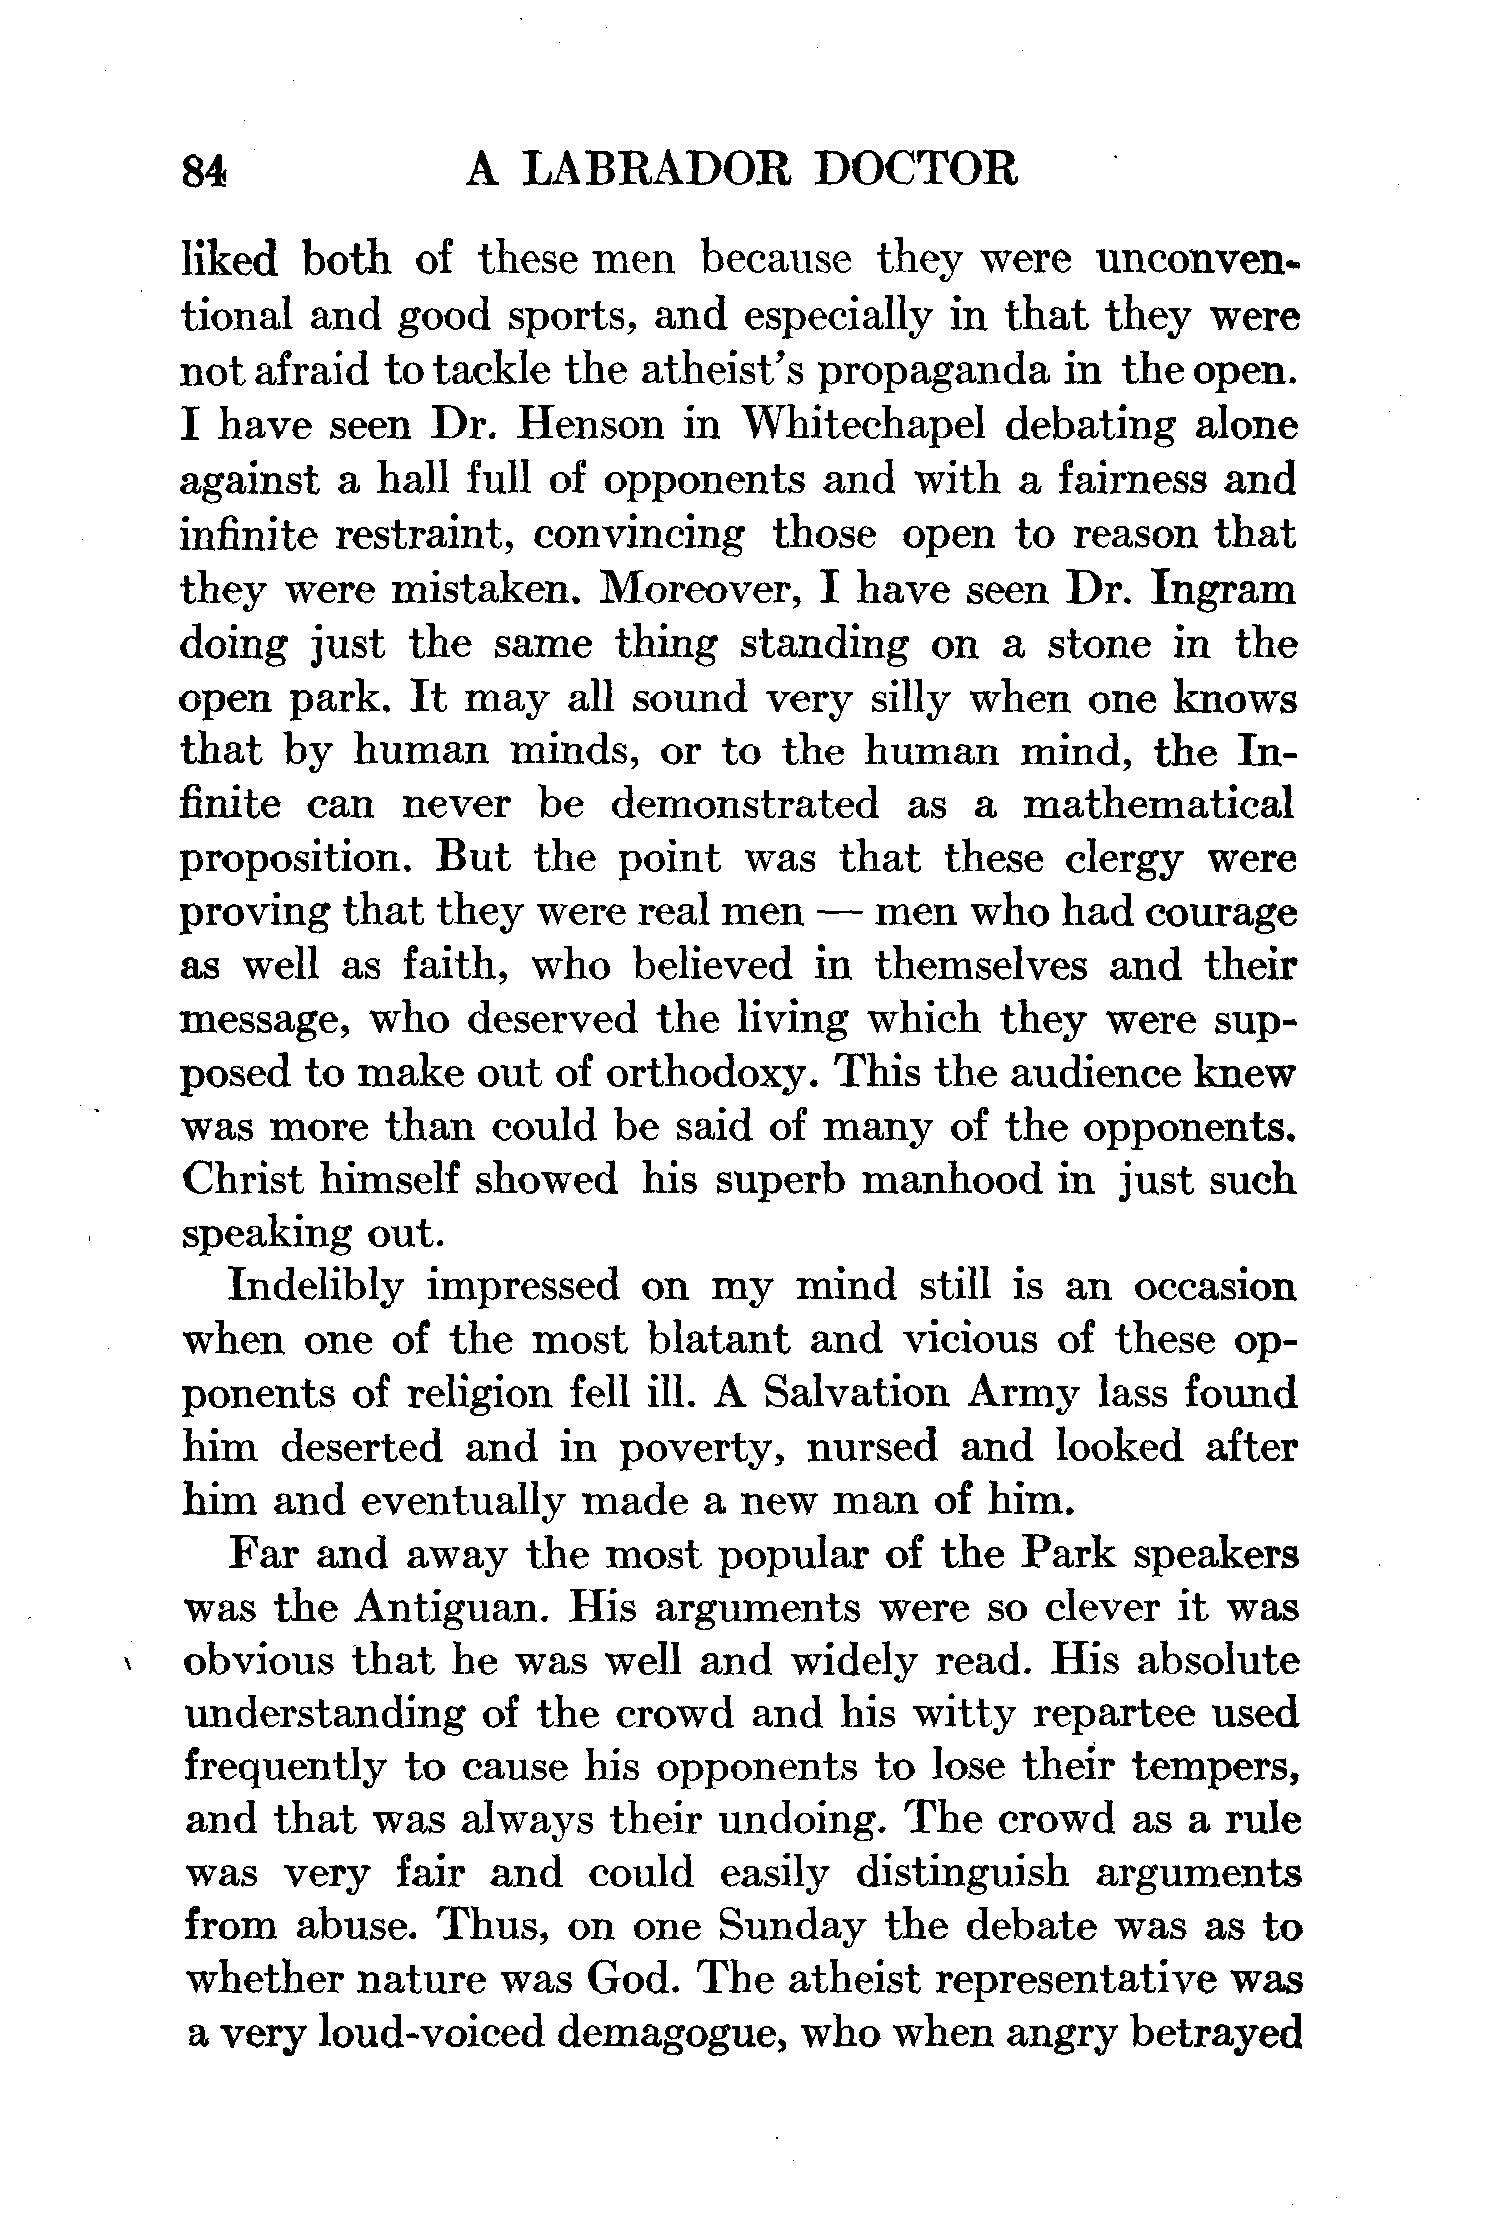 84 A LABRADOR DOCTOR
liked both of these men because they were unconven-
tional and good sports, and especially in that they were
not afraid to tackle the atheist's propaganda in the open.
I have seen Dr. Henson in Whitechapel debating alone
against a hall full of opponents and with a fairness and
infinite restraint, convincing those open to reason that
they were mistaken. Moreover, I have seen Dr. Ingram
doing just the same thing standing on a stone in the
open park. It may all sound very silly when one knows
that by human minds, or to the human mind, the In-
finite can never be demonstrated as a mathematical
proposition. But the point was that these clergy were
proving that they were real men — men who had courage
as well as faith, who believed in themselves and their
message, who deserved the living which they were sup-
posed to make out of orthodoxy. This the audience knew
was more than could be said of many of the opponents.
Christ himself showed his superb manhood in just such
speaking out.
Indelibly impressed on my mind still is an occasion
when one of the most blatant and vicious of these op-
ponents of religion fell ill. A Salvation Army lass found
him deserted and in poverty, nursed and looked after
him and eventually made a new man of him.
Far and away the most popular of the Park speakers
was the Antiguan. His arguments were so clever it was
obvious that he was well and widely read. His absolute
understanding of the crowd and his witty repartee used
frequently to cause his opponents to lose their tempers,
and that was always their undoing. The crowd as a rule
was very fair and could easily distinguish arguments
from abuse. Thus, on one Sunday the debate was as to
whether nature was God. The atheist representative was
a very loud-voiced demagogue, who when angry betrayed